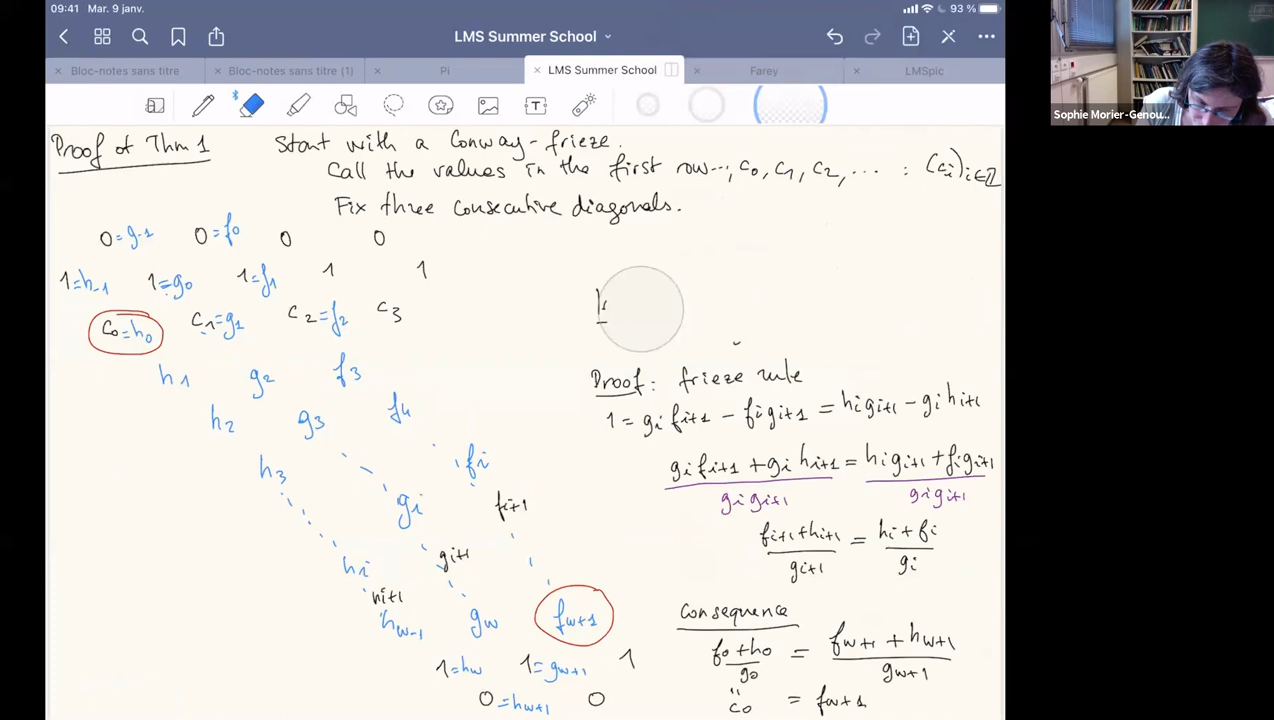 09:41 Mar. 9 janv. 93 %
LMS Summer School
Bloc-notes sans titre
Bloc-notes sans titre (1)
Pi
LMS Summer School
Farey
LMSpic
Sophie Morier-Genou...
Proof of Thm 1 Start with a Conway-frieze.
Call the values in the first row ..., c0, c1, c2, ... : (ci)i∈ℤ
Fix three consecutive diagonals.
0=g-1 0=f0 0 0
1=h-1 1=g0 1=f1 1 1
c0=h0 c1=g1 c2=f2 c3
h1 g2 f3
h2 g3 f4
h3 fi
gi fi+1
hi gi+1
hi+1
hw-1 gw fw+1
1=hw 1=gw+1 1
0=hw+1 0
Proof: frieze rule
1 = gi fi+1 - fi gi+1 = hi gi+1 - gi hi+1
gi fi+1 + gi hi+1 = hi gi+1 + fi gi+1
gi gi+1 gi gi+1
fi+1 + hi+1 = hi + fi
gi+1 gi
Consequence
f0 + h0 = fw+1 + hw+1
g0 gw+1
"
c0 = fw+1